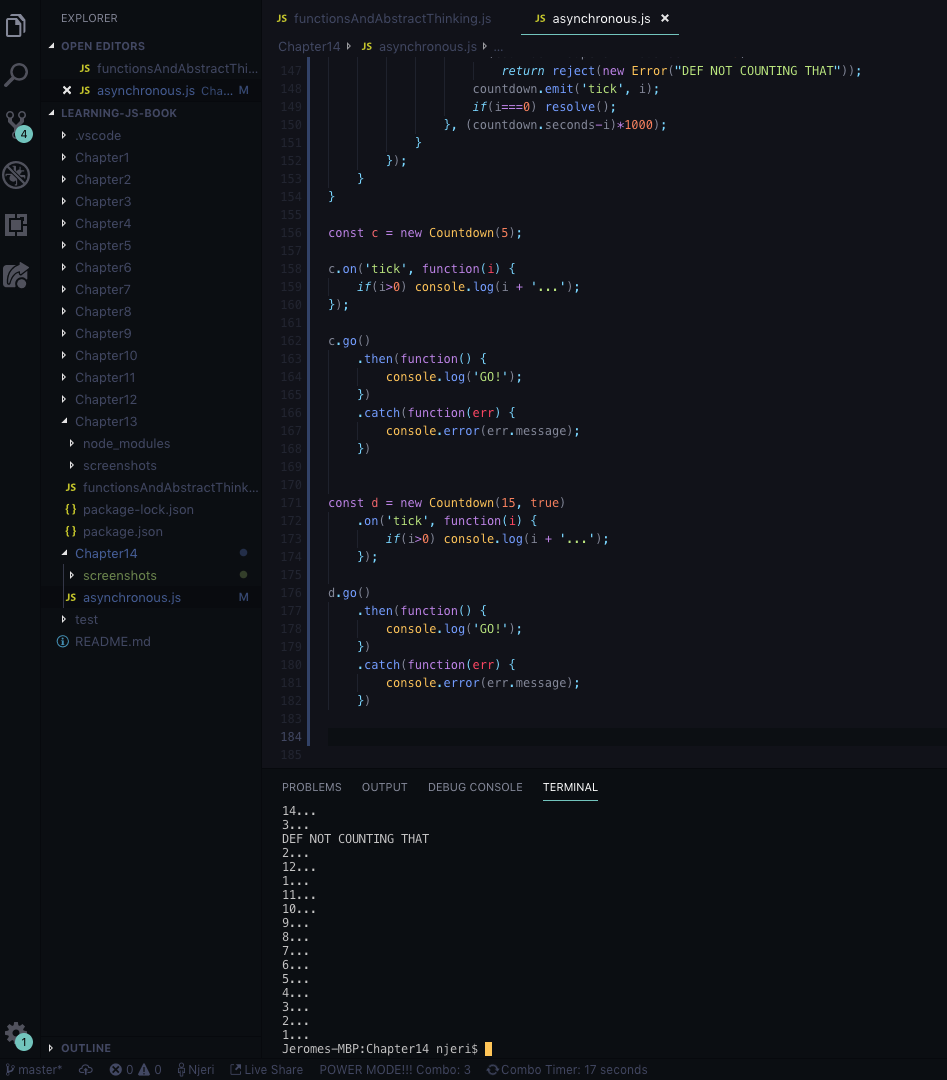 EXPLORER
OPEN EDITORS
JS functionsAndAbstractThi...
JS asynchronous.js Cha... M
LEARNING-JS-BOOK
.vscode
Chapter1
Chapter2
Chapter3
Chapter4
Chapter5
Chapter6
Chapter7
Chapter8
Chapter9
Chapter10
Chapter11
Chapter12
Chapter13
node_modules
screenshots
JS functionsAndAbstractThink...
{} package-lock.json
{} package.json
Chapter14
screenshots
JS asynchronous.js M
test
README.md
OUTLINE
4
1
JS functionsAndAbstractThinking.js
JS asynchronous.js ×
Chapter14 JS asynchronous.js ...
147 return reject(new Error("DEF NOT COUNTING THAT"));
148 countdown.emit('tick', i);
149 if(i===0) resolve();
150 }, (countdown.seconds-i)*1000);
151 }
152 });
153 }
154 }
155
156 const c = new Countdown(5);
157
158 c.on('tick', function(i) {
159 if(i>0) console.log(i + '...');
160 });
161
162 c.go()
163 .then(function() {
164 console.log('GO!');
165 })
166 .catch(function(err) {
167 console.error(err.message);
168 })
169
170
171 const d = new Countdown(15, true)
172 .on('tick', function(i) {
173 if(i>0) console.log(i + '...');
174 });
175
176 d.go()
177 .then(function() {
178 console.log('GO!');
179 })
180 .catch(function(err) {
181 console.error(err.message);
182 })
183
184
185
PROBLEMS OUTPUT DEBUG CONSOLE TERMINAL
14...
3...
DEF NOT COUNTING THAT
2...
12...
1...
11...
10...
9...
8...
7...
6...
5...
4...
3...
2...
1...
Jeromes-MBP:Chapter14 njeri$
master* 0 0 Njeri Live Share POWER MODE!!! Combo: 3 Combo Timer: 17 seconds